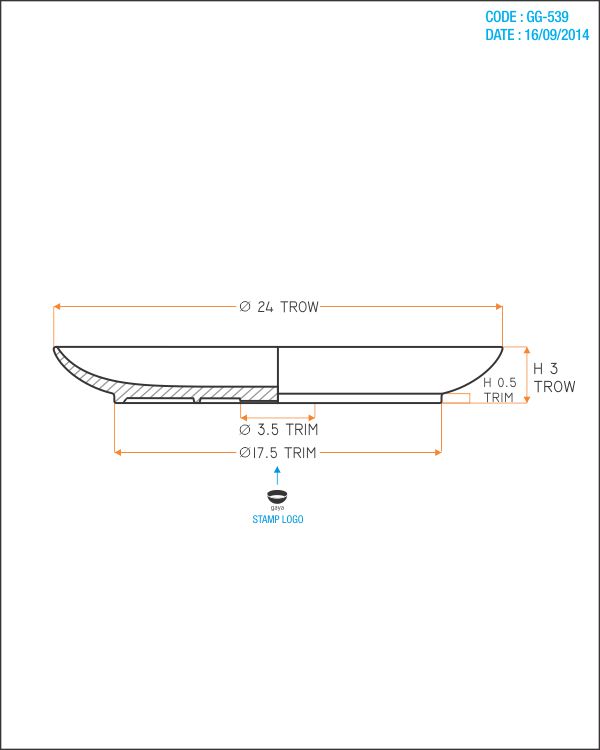 CODE : GG-539
DATE : 16/09/2014
Ø 24 TROW
H 3
TROW
H 0.5
TRIM
Ø 3.5 TRIM
Ø17.5 TRIM
gaya
STAMP LOGO